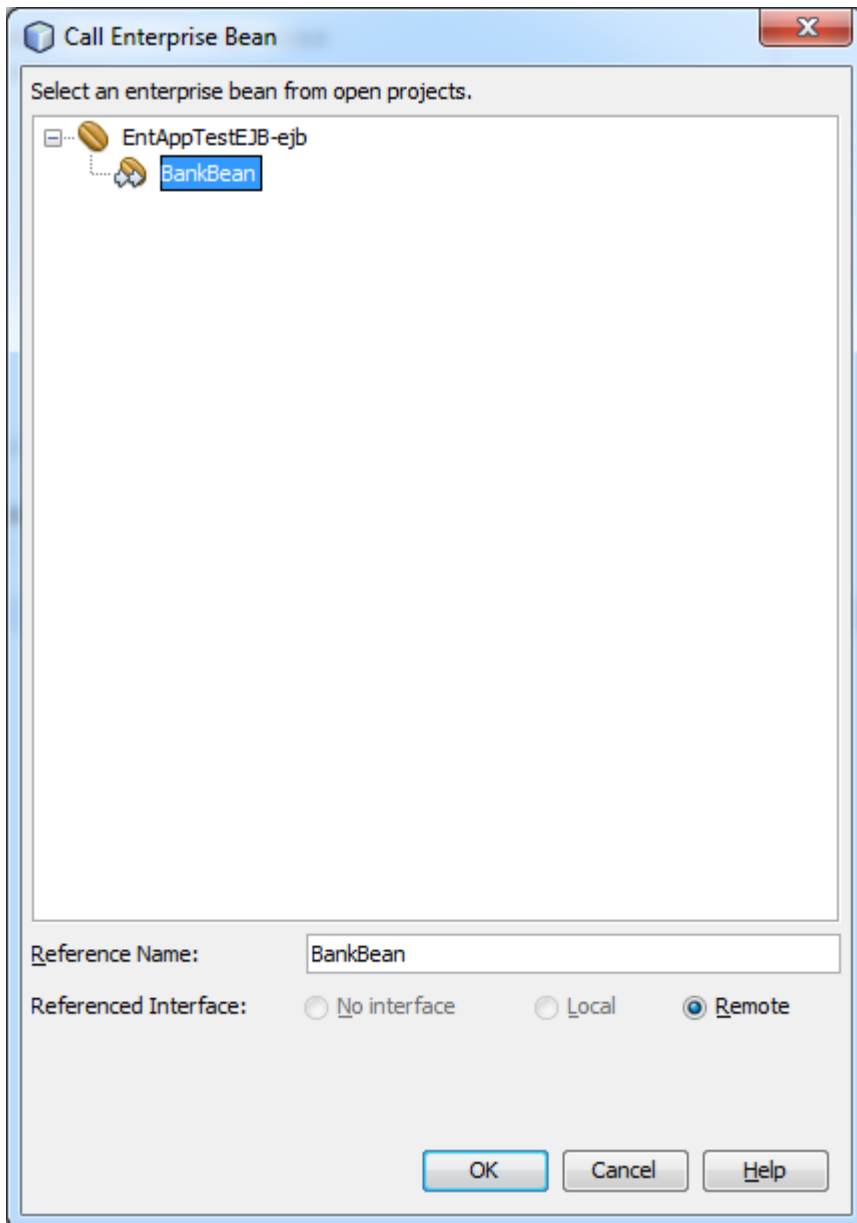 Call Enterprise Bean
Select an enterprise bean from open projects.
EntAppTestEJB-ejb
BankBean
Reference Name: BankBean
Referenced Interface: No interface Local Remote
OK Cancel Help